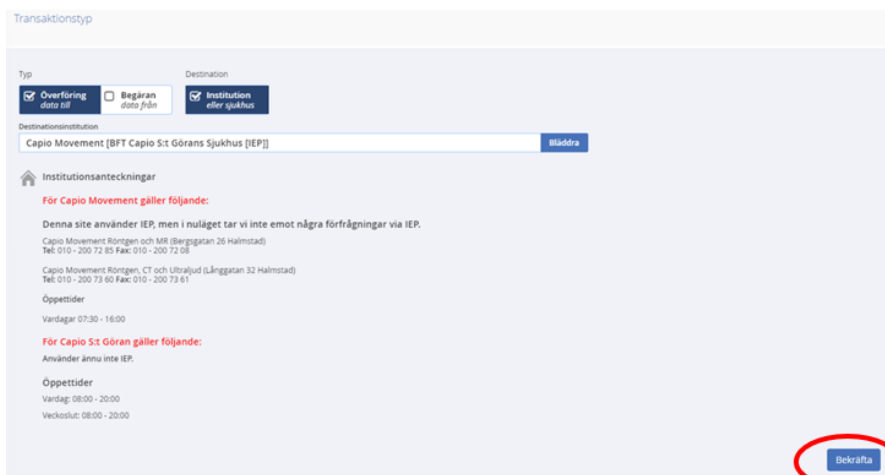 Transaktionstyp
Typ
Destination
Överföring
data till
Begäran
data från
Institution
eller sjukhus
Destinationsinstitution
Capio Movement [BFT Capio S:t Görans Sjukhus [IEP]]
Bläddra
Institutionsanteckningar
För Capio Movement gäller följande:
Denna site använder IEP, men i nuläget tar vi inte emot några förfrågningar via IEP.
Capio Movement Röntgen och MR (Bergsgatan 26 Halmstad)
Tel: 010 - 200 72 85 Fax: 010 - 200 72 08
Capio Movement Röntgen, CT och Ultraljud (Långgatan 32 Halmstad)
Tel: 010 - 200 73 60 Fax: 010 - 200 73 61
Öppettider
Vardagar 07:30 - 16:00
För Capio S:t Göran gäller följande:
Använder ännu inte IEP.
Öppettider
Vardag: 08:00 - 20:00
Veckoslut: 08:00 - 20:00
Bekräfta